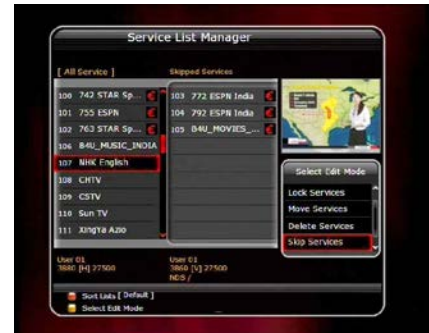 Service List Manager
[ All Service ]
Skipped Services
100 742 STAR Sp...
101 755 ESPN
102 763 STAR Sp...
106 B4U_MUSIC_INDIA
107 NHK English
108 CHTV
109 CSTV
110 Sun TV
111 XingYa Azio
103 772 ESPN India
104 792 ESPN India
105 B4U_MOVIES_...
Select Edit Mode
Lock Services
Move Services
Delete Services
Skip Services
User 01
3880 [H] 27500
User 01
3860 [V] 27500
NDS /
Sort Lists [ Default ]
Select Edit Mode